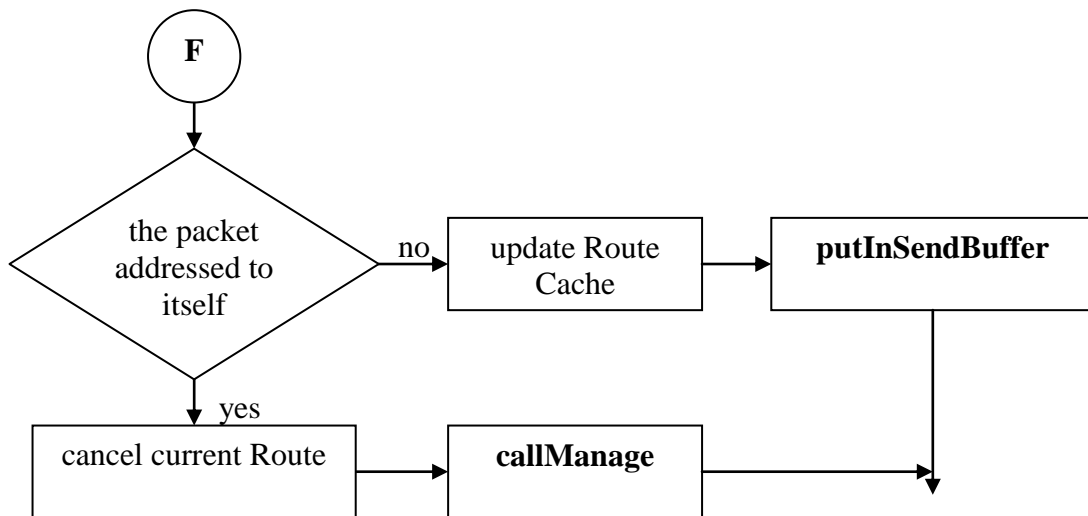 F
the packet
addressed to
itself
no
update Route
Cache
putInSendBuffer
yes
cancel current Route
callManage